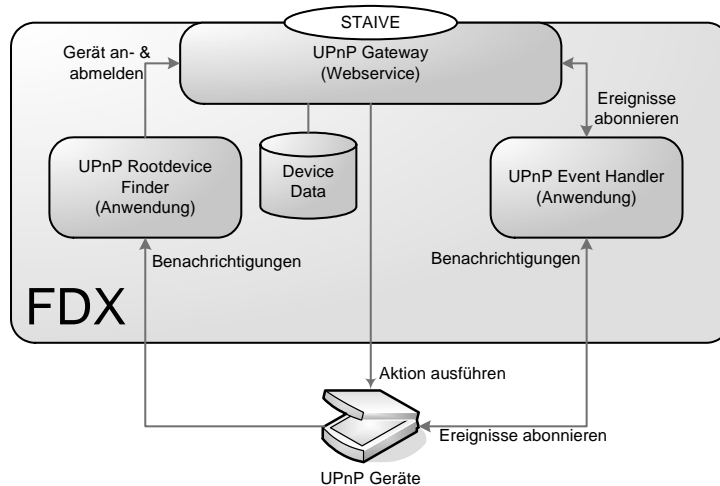 STAIVE
UPnP Gateway
(Webservice)
Gerät an- &
abmelden
Ereignisse
abonnieren
UPnP Rootdevice
Finder
(Anwendung)
Device
Data
UPnP Event Handler
(Anwendung)
Benachrichtigungen
Benachrichtigungen
FDX
Aktion ausführen
Ereignisse abonnieren
UPnP Geräte